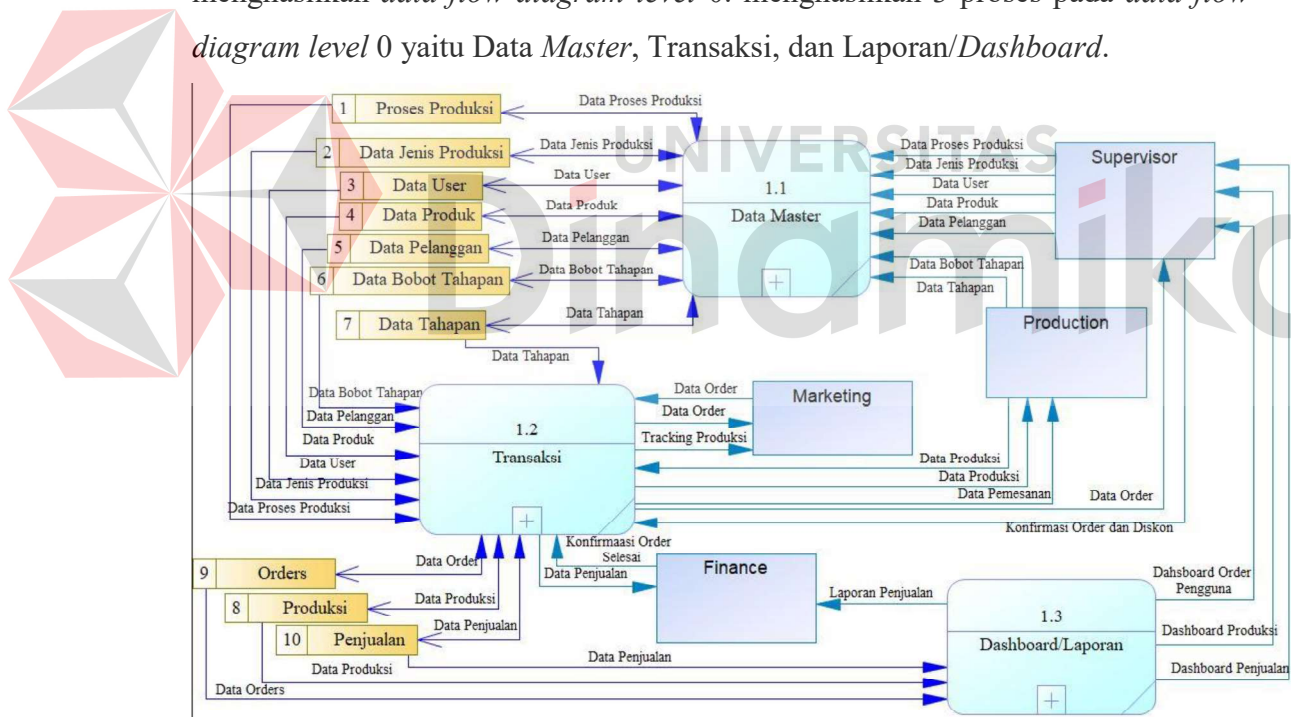 menghasilkan data flow diagram level 0. menghasilkan 3 proses pada data flow
diagram level 0 yaitu Data Master, Transaksi, dan Laporan/Dashboard.
UNIVERSITAS
Dinamika
1 Proses Produksi
Data Proses Produksi
2 Data Jenis Produksi
Data Jenis Produksi
3 Data User
Data User
4 Data Produk
Data Produk
5 Data Pelanggan
Data Pelanggan
6 Data Bobot Tahapan
Data Bobot Tahapan
7 Data Tahapan
Data Tahapan
Data Tahapan
1.1
Data Master
Data Proses Produksi
Data Jenis Produksi
Data User
Data Produk
Data Pelanggan
Supervisor
Data Bobot Tahapan
Data Tahapan
Production
Data Bobot Tahapan
Data Pelanggan
Data Produk
Data User
Data Jenis Produksi
Data Proses Produksi
1.2
Transaksi
Data Order
Data Order
Tracking Produksi
Marketing
Data Produksi
Data Produksi
Data Pemesanan
Data Order
Konfirmasi Order dan Diskon
Konfirmaasi Order
Selesai
Data Penjualan
Finance
9 Orders
Data Order
8 Produksi
Data Produksi
10 Penjualan
Data Penjualan
Data Produksi
Data Orders
Data Penjualan
Laporan Penjualan
1.3
Dashboard/Laporan
Dahsboard Order
Pengguna
Dashboard Produksi
Dashboard Penjualan